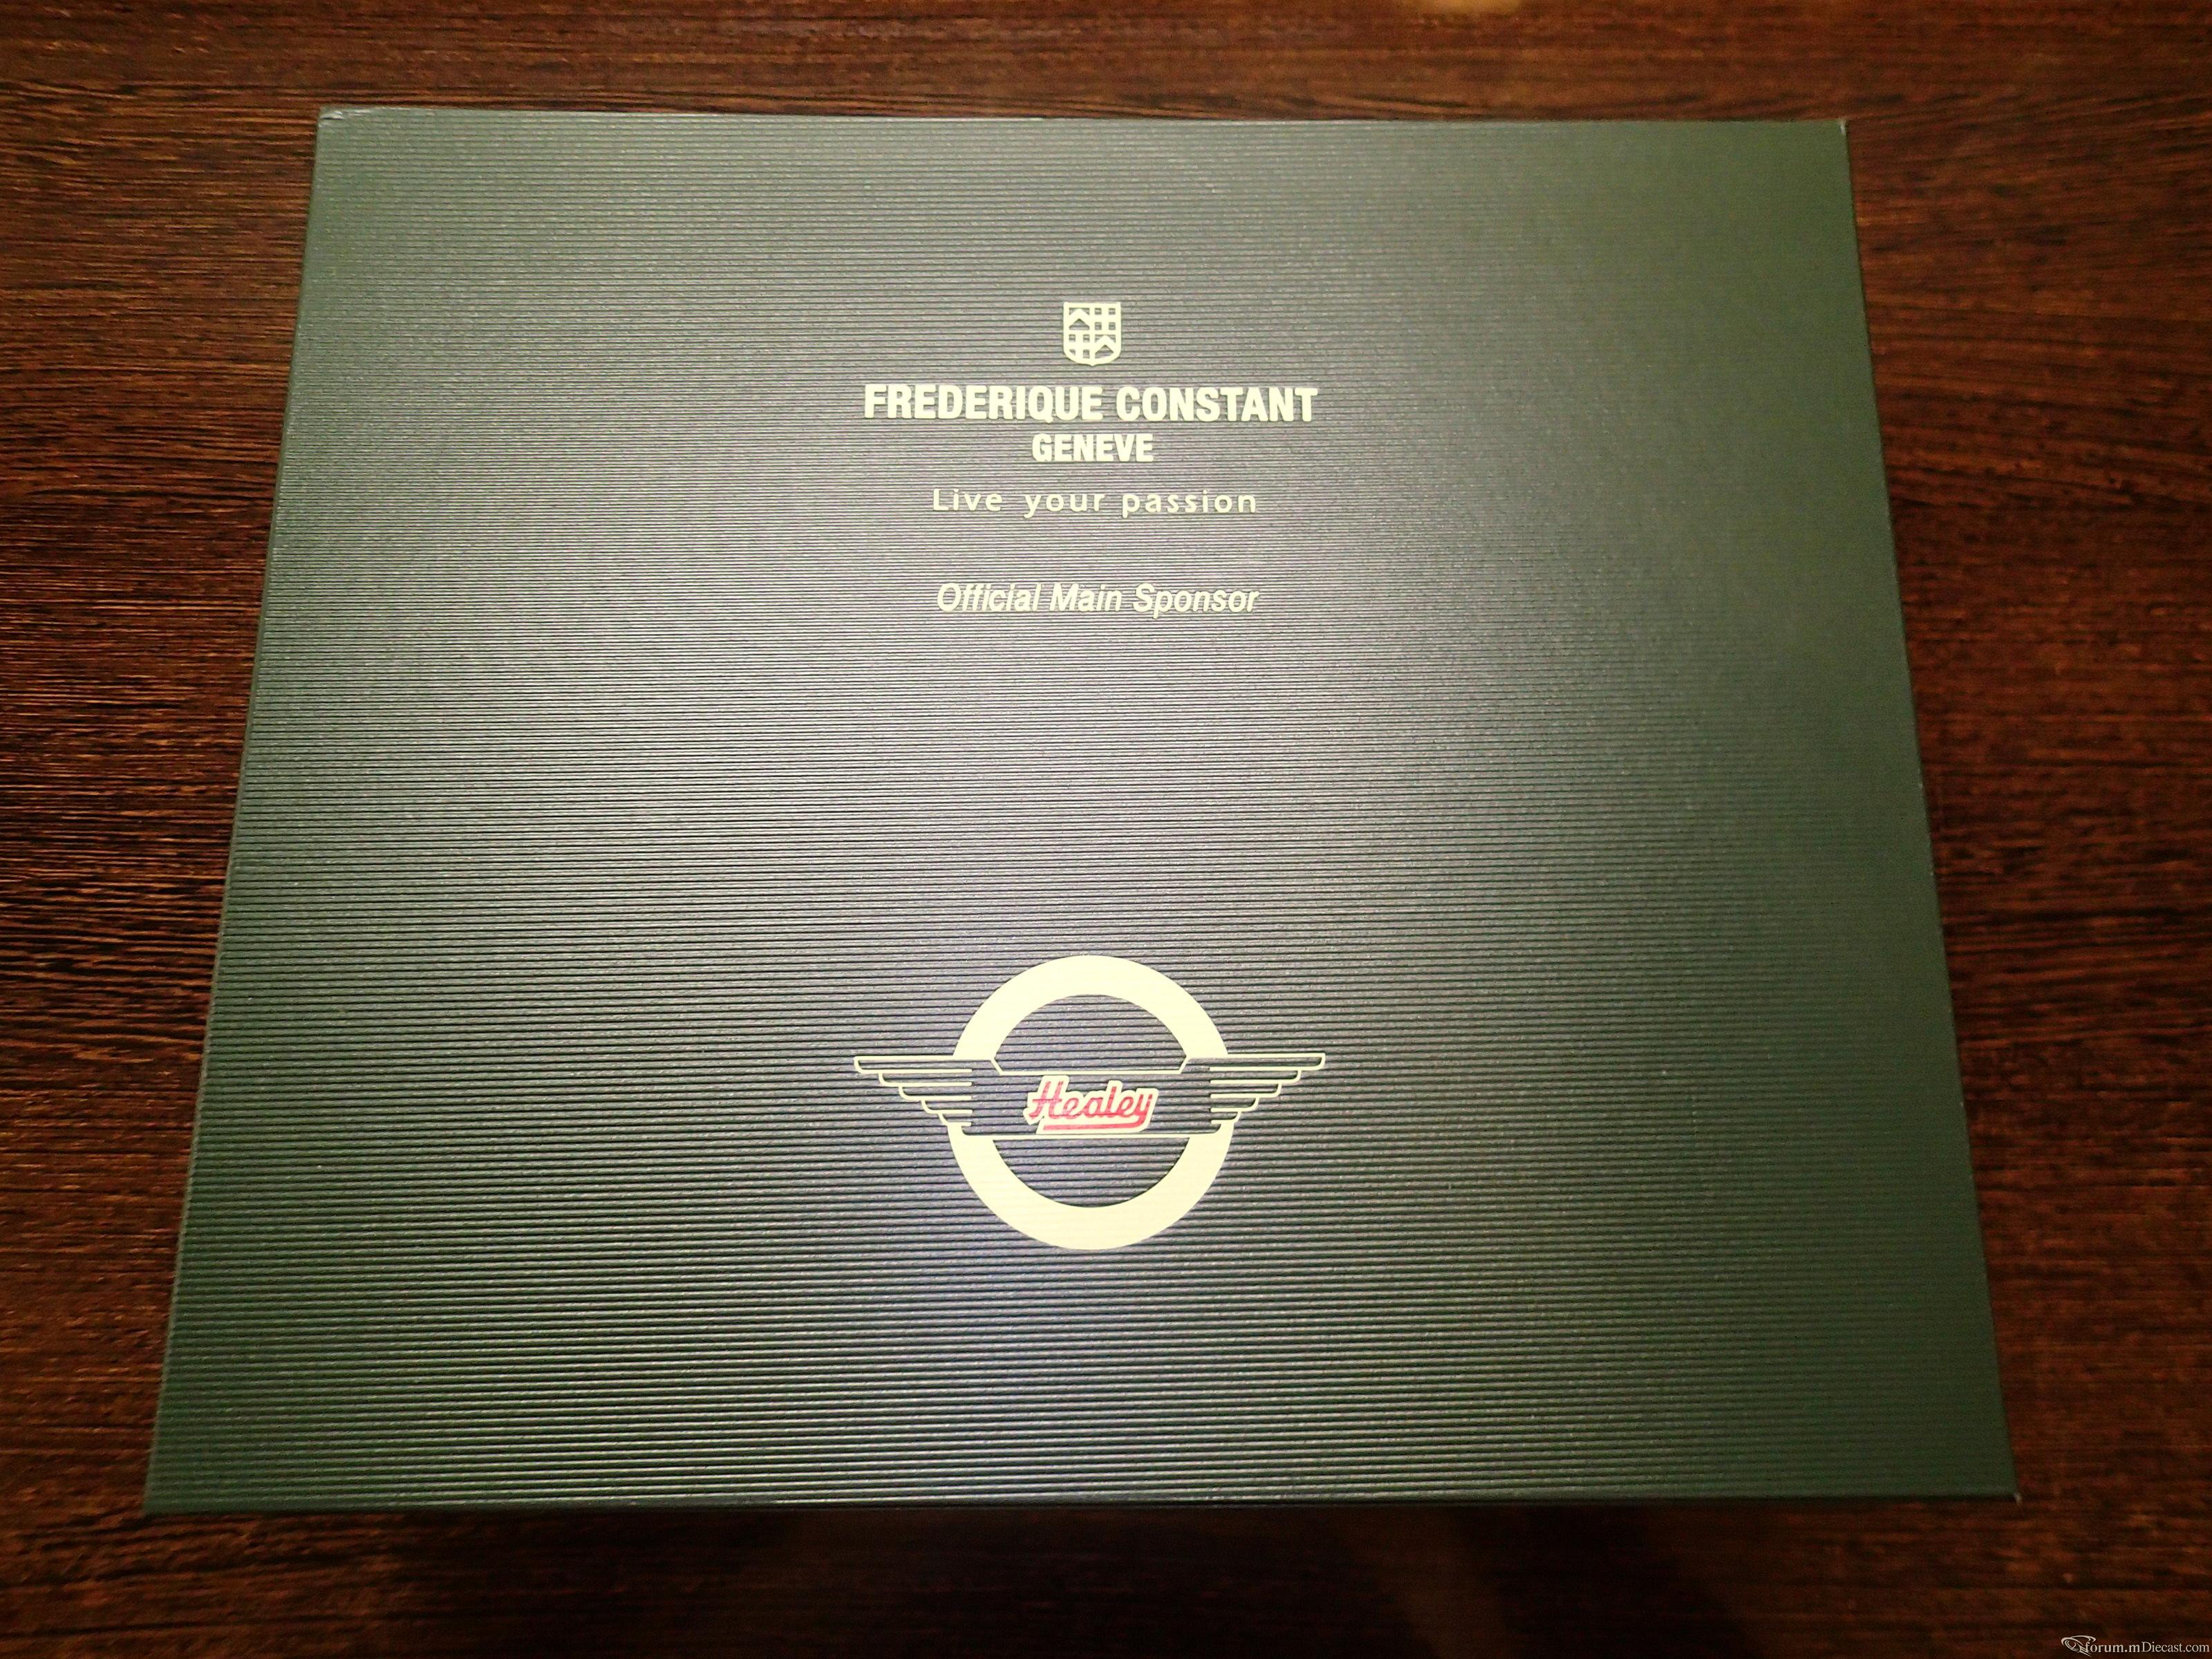 FREDERIQUE CONSTANT
GENEVE
Live your passion
Official Main Sponsor
Healey
forum.mDiecast.com